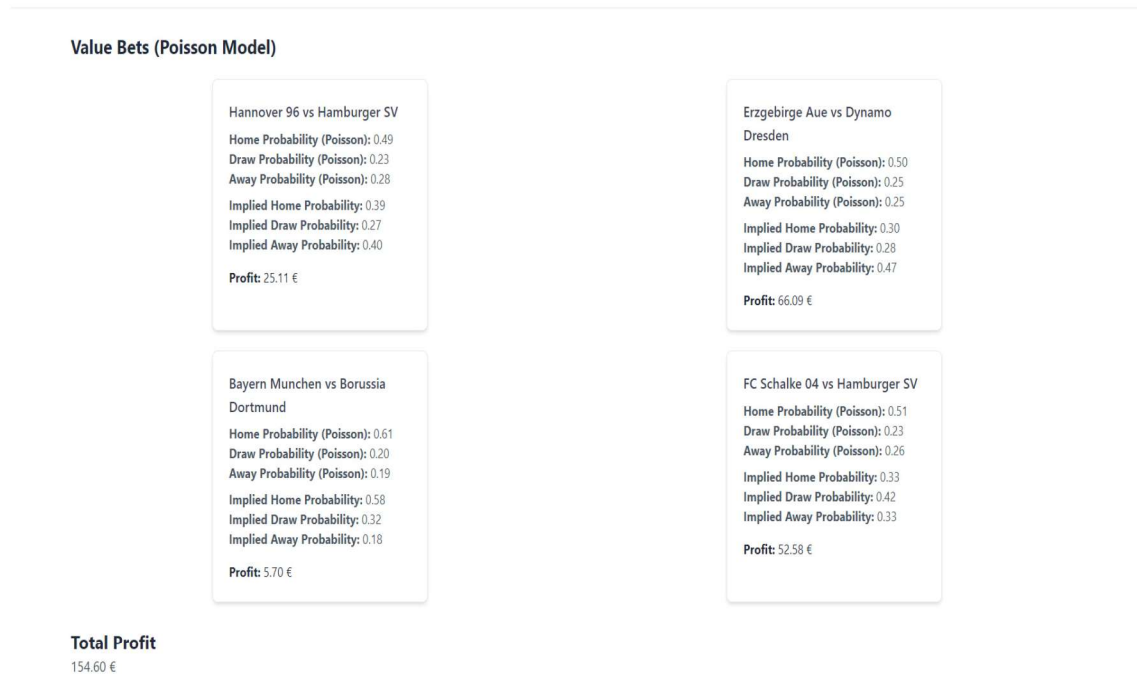 Value Bets (Poisson Model)
Hannover 96 vs Hamburger SV
Home Probability (Poisson): 0.49
Draw Probability (Poisson): 0.23
Away Probability (Poisson): 0.28
Implied Home Probability: 0.39
Implied Draw Probability: 0.27
Implied Away Probability: 0.40
Profit: 25.11 €
Erzgebirge Aue vs Dynamo
Dresden
Home Probability (Poisson): 0.50
Draw Probability (Poisson): 0.25
Away Probability (Poisson): 0.25
Implied Home Probability: 0.30
Implied Draw Probability: 0.28
Implied Away Probability: 0.47
Profit: 66.09 €
Bayern Munchen vs Borussia
Dortmund
Home Probability (Poisson): 0.61
Draw Probability (Poisson): 0.20
Away Probability (Poisson): 0.19
Implied Home Probability: 0.58
Implied Draw Probability: 0.32
Implied Away Probability: 0.18
Profit: 5.70 €
FC Schalke 04 vs Hamburger SV
Home Probability (Poisson): 0.51
Draw Probability (Poisson): 0.23
Away Probability (Poisson): 0.26
Implied Home Probability: 0.33
Implied Draw Probability: 0.42
Implied Away Probability: 0.33
Profit: 52.58 €
Total Profit
154.60 €